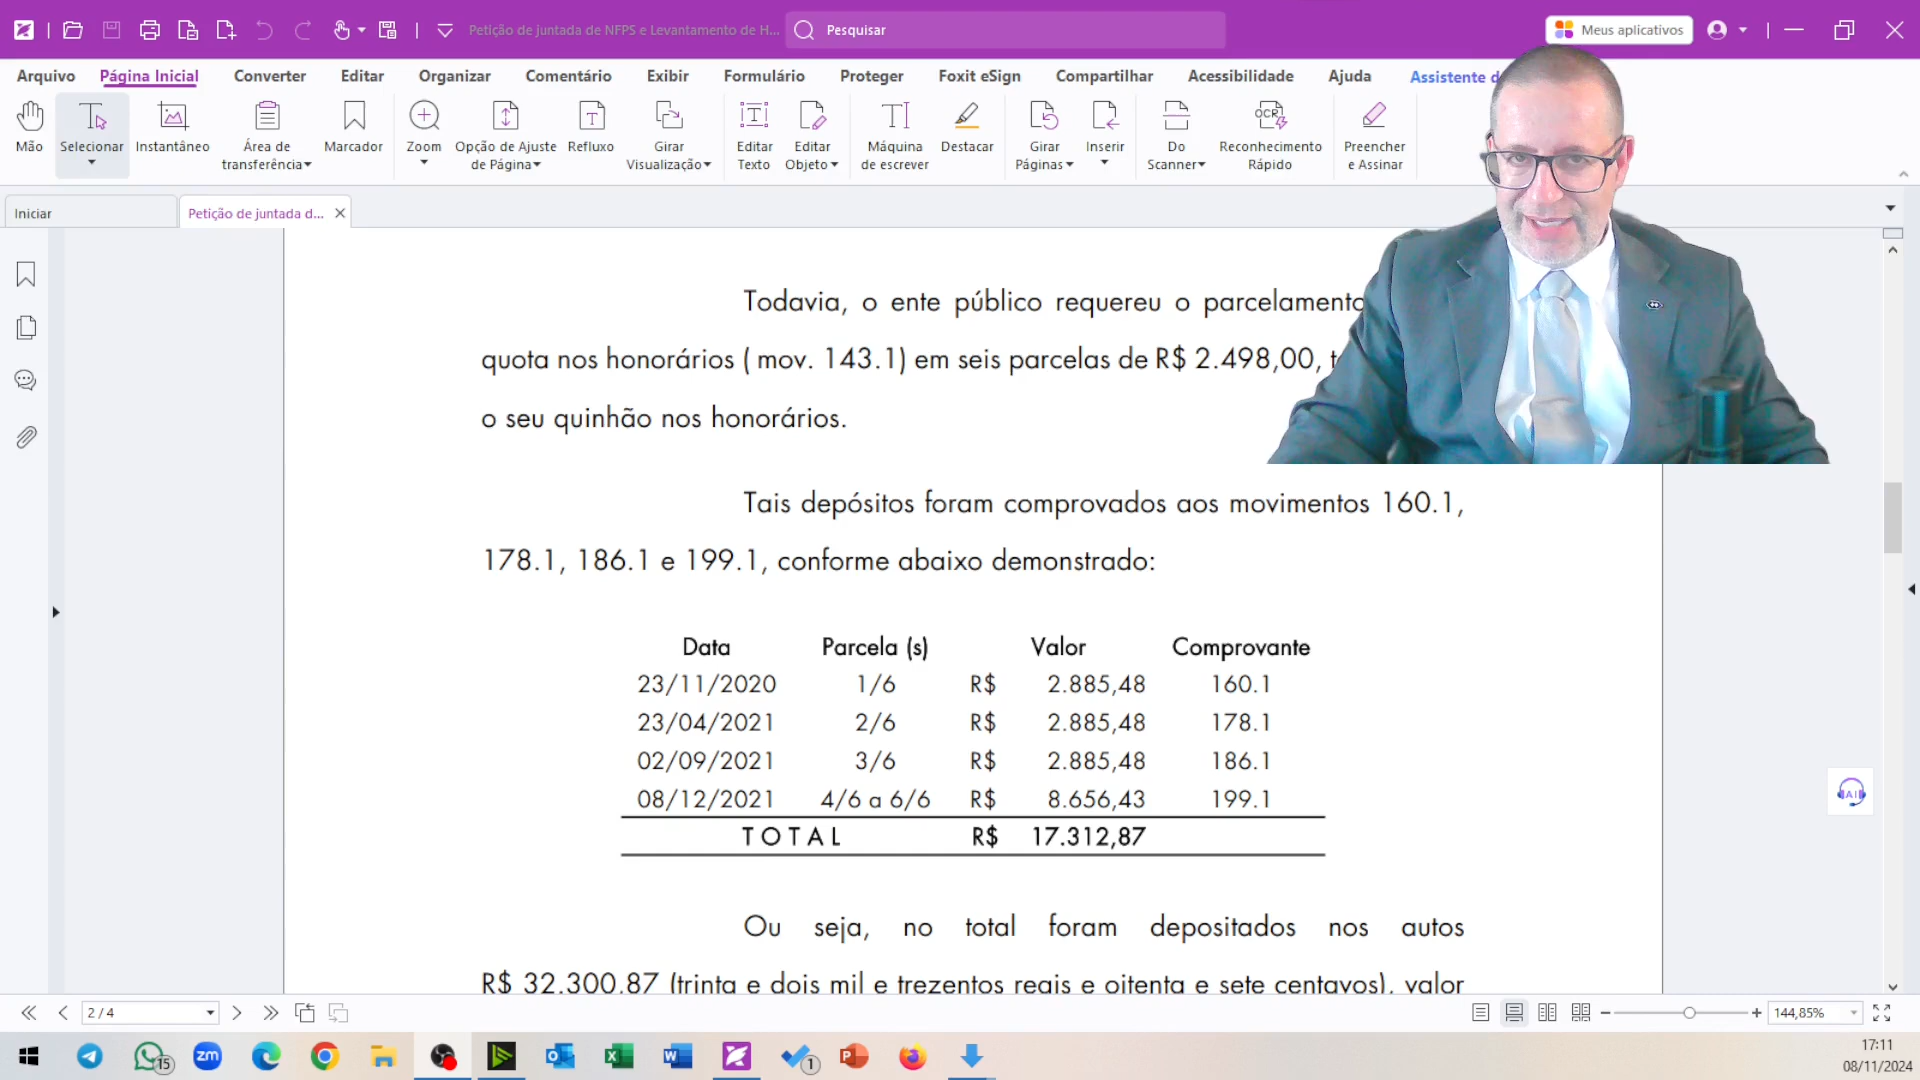 Petição de juntada de NFPS e Levantamento de H...
Pesquisar
Meus aplicativos
Arquivo Página Inicial Converter Editar Organizar Comentário Exibir Formulário Proteger Foxit eSign Compartilhar Acessibilidade Ajuda Assistente d
Mão
Selecionar
Instantâneo
Área de
transferência
Marcador
Zoom
Opção de Ajuste
de Página
Refluxo
Girar
Visualização
Editar
Texto
Editar
Objeto
Máquina
de escrever
Destacar
Girar
Páginas
Inserir
Do
Scanner
OCR
Reconhecimento
Rápido
Preencher
e Assinar
Iniciar
Petição de juntada d...
Todavia, o ente público requereu o parcelamento
quota nos honorários ( mov. 143.1) em seis parcelas de R$ 2.498,00,
o seu quinhão nos honorários.
Tais depósitos foram comprovados aos movimentos 160.1,
178.1, 186.1 e 199.1, conforme abaixo demonstrado:
Data Parcela (s) Valor Comprovante
23/11/2020 1/6 R$ 2.885,48 160.1
23/04/2021 2/6 R$ 2.885,48 178.1
02/09/2021 3/6 R$ 2.885,48 186.1
08/12/2021 4/6 a 6/6 R$ 8.656,43 199.1
TOTAL R$ 17.312,87
Ou seja, no total foram depositados nos autos
R$ 32.300,87 (trinta e dois mil e trezentos reais e oitenta e sete centavos), valor
AI
2 / 4
144,85%
15
zm
1
17:11
08/11/2024